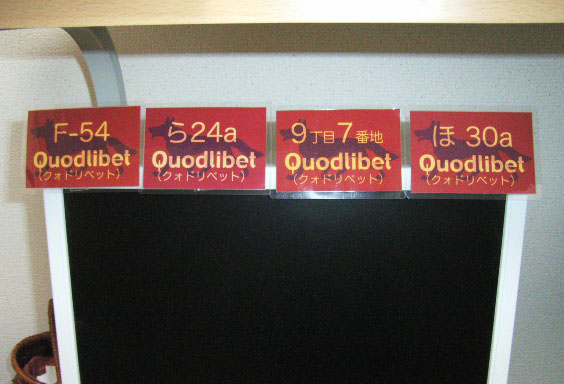 F-54
Quodlibet
(クォドリベット)
ら24a
Quodlibet
(クォドリベット)
9丁目7番地
Quodlibet
(クォドリベット)
ほ 30a
Quodlibet
(クォドリベット)